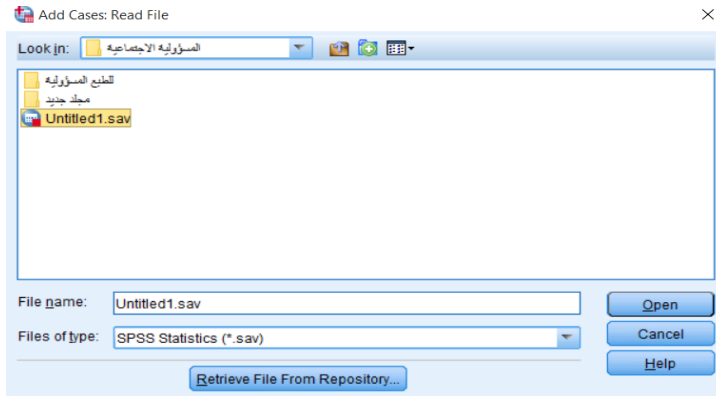 Add Cases: Read File
Look in: المسؤولية الاجتماعية
للطبع المسؤولية
مجلد جديد
Untitled1.sav
File name: Untitled1.sav
Open
Files of type: SPSS Statistics (*.sav)
Cancel
Help
Retrieve File From Repository...